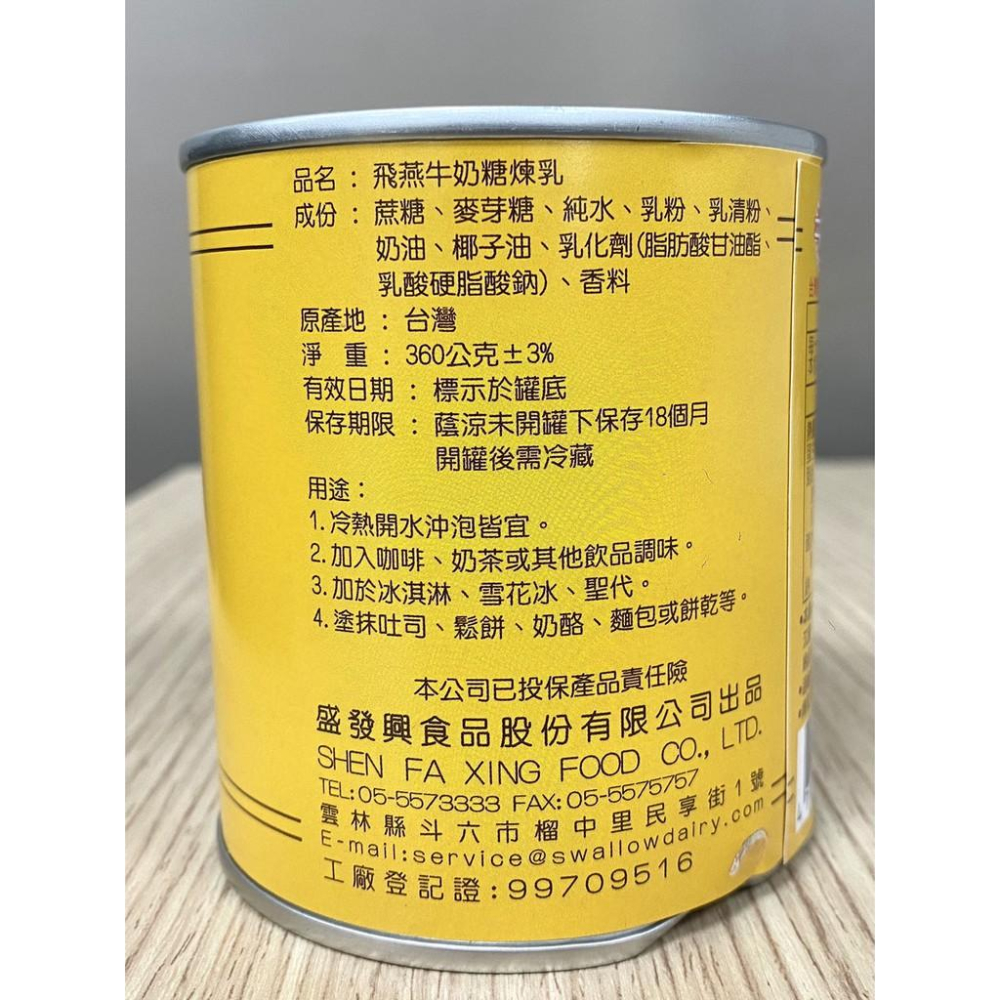 品名：飛燕牛奶糖煉乳
成份：蔗糖、麥芽糖、純水、乳粉、乳清粉、
奶油、椰子油、乳化劑(脂肪酸甘油酯、
乳酸硬脂酸鈉)、香料
原產地：台灣
淨 重：360公克±3%
有效日期：標示於罐底
保存期限：蔭涼未開罐下保存18個月
開罐後需冷藏
用途：
1.冷熱開水沖泡皆宜。
2.加入咖啡、奶茶或其他飲品調味。
3.加於冰淇淋、雪花冰、聖代。
4.塗抹吐司、鬆餅、奶酪、麵包或餅乾等。
本公司已投保產品責任險
盛發興食品股份有限公司出品
SHEN FA XING FOOD CO., LTD.
TEL:05-5573333 FAX:05-5575757
雲林縣斗六市榴中里民享街1號
E-mail:service@swallowdairy.com
工廠登記證:99709516